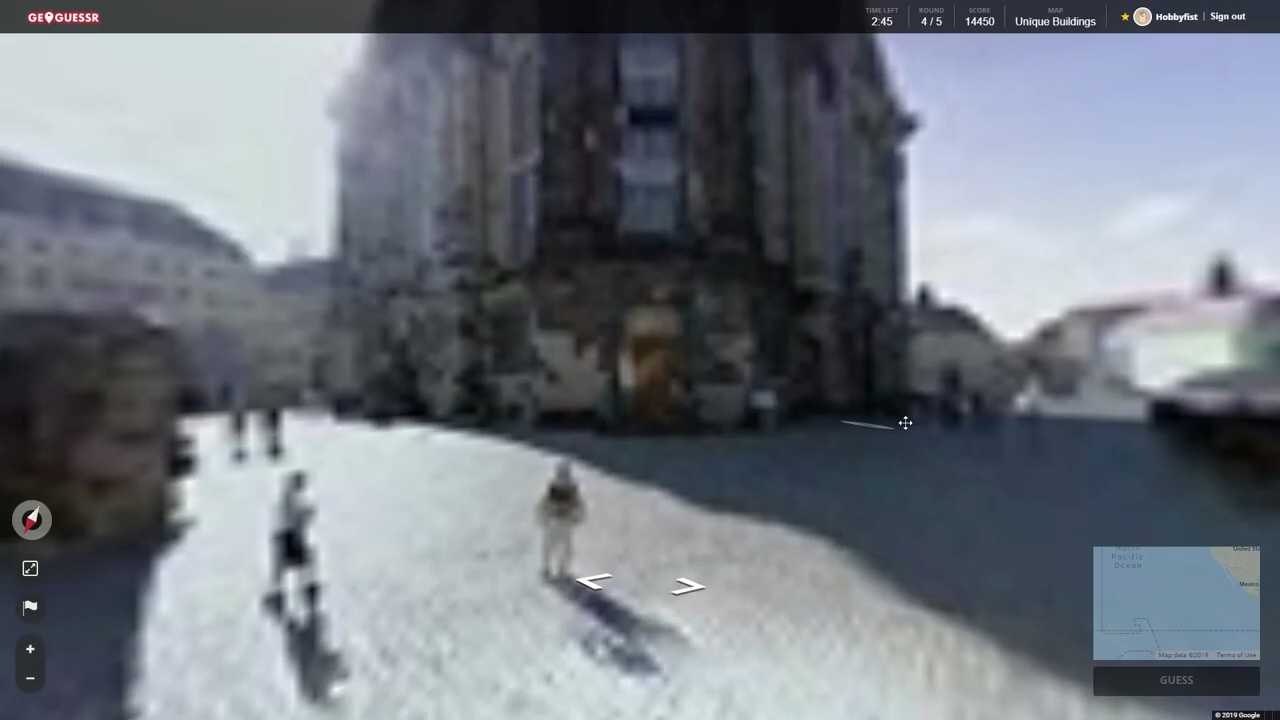 GEOGUESSR
TIME LEFT
2:45
ROUND
4 / 5
SCORE
14450
MAP
Unique Buildings
Hobbyfist
Sign out
North
Pacific
Ocean
United Sta
Mexico
Map data ©2019
Terms of Use
GUESS
© 2019 Google